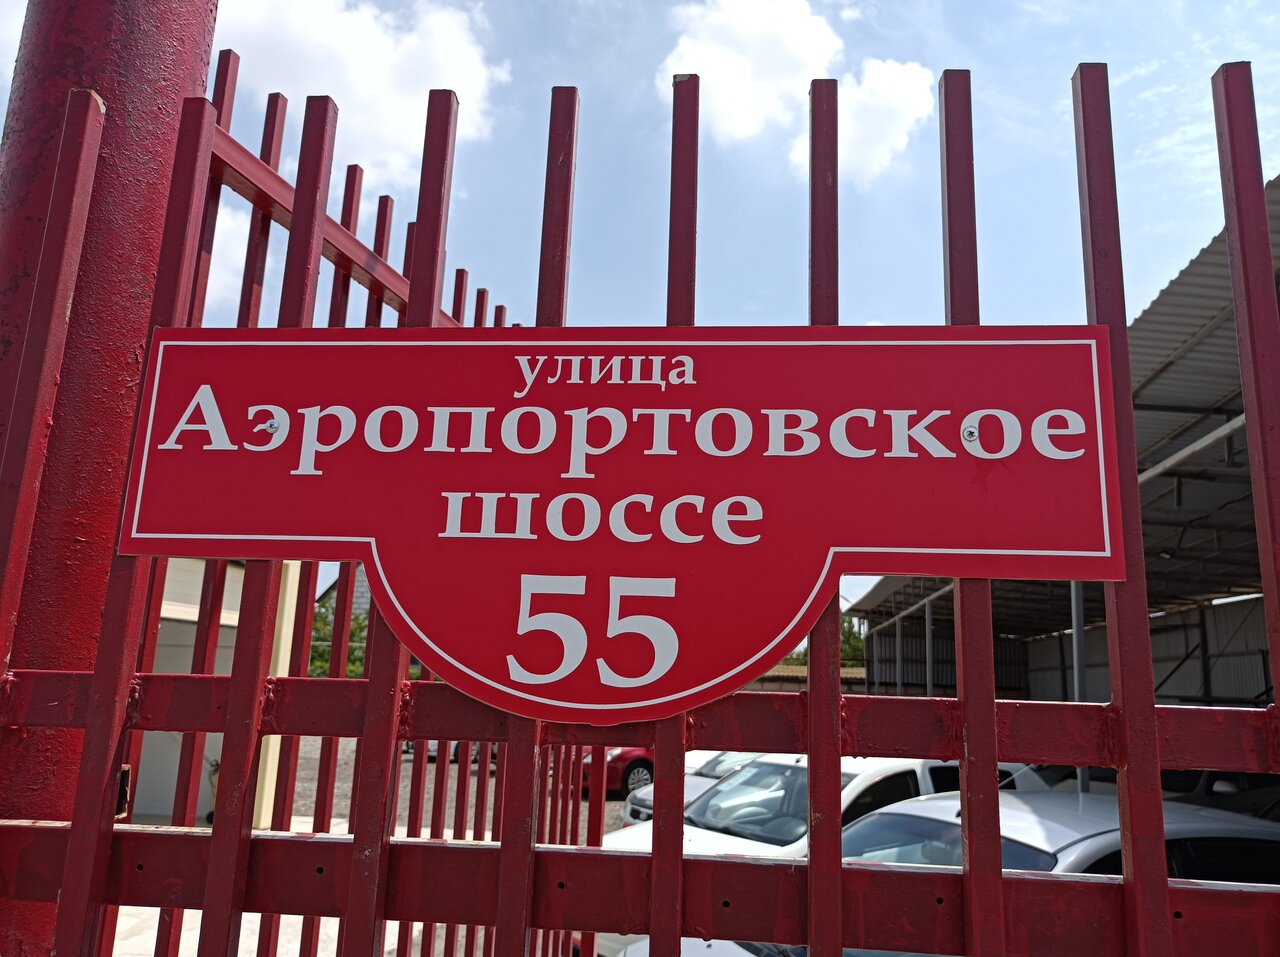 улица
Аэропортовское
шоссе
55